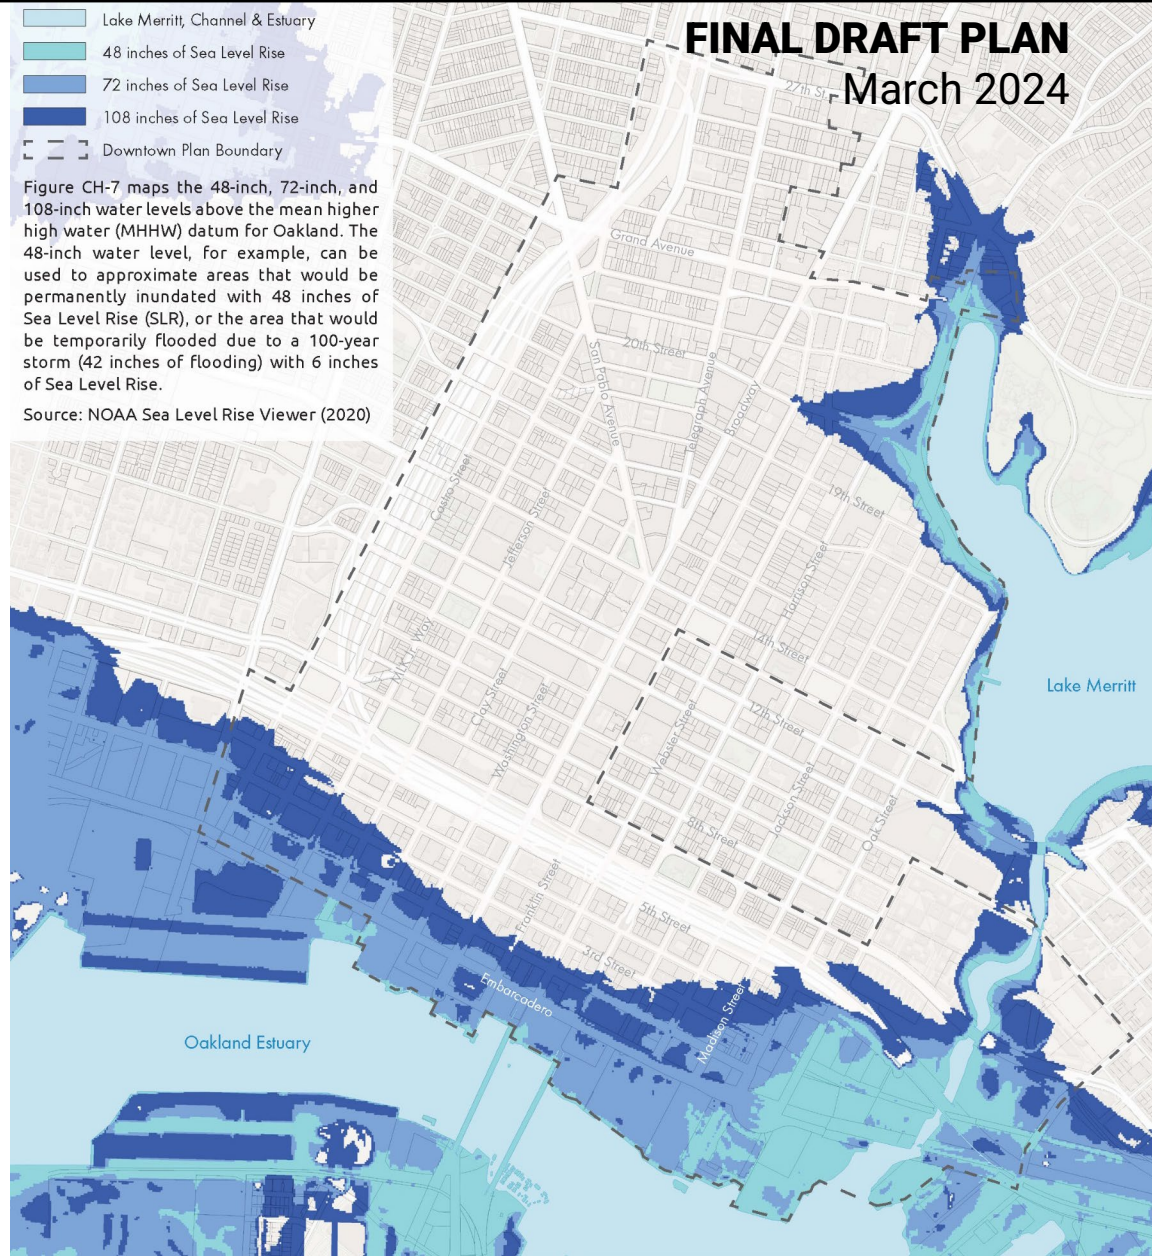 Lake Merritt, Channel & Estuary
48 inches of Sea Level Rise
72 inches of Sea Level Rise
108 inches of Sea Level Rise
Downtown Plan Boundary
Figure CH-7 maps the 48-inch, 72-inch, and
108-inch water levels above the mean higher
high water (MHHW) datum for Oakland. The
48-inch water level, for example, can be
used to approximate areas that would be
permanently inundated with 48 inches of
Sea Level Rise (SLR), or the area that would
be temporarily flooded due to a 100-year
storm (42 inches of flooding) with 6 inches
of Sea Level Rise.
Source: NOAA Sea Level Rise Viewer (2020)
FINAL DRAFT PLAN
March 2024
27th St
Grand Avenue
20th Street
San Pablo Avenue
Telegraph Avenue
Broadway
Castro Street
Jefferson Street
19th Street
Harrison Street
14th Street
MLK Jr. Way
Clay Street
Washington Street
Webster Street
12th Street
Lake Merritt
Jackson Street
Oak Street
8th Street
Franklin Street
5th Street
3rd Street
Embarcadero
Madison Street
Oakland Estuary